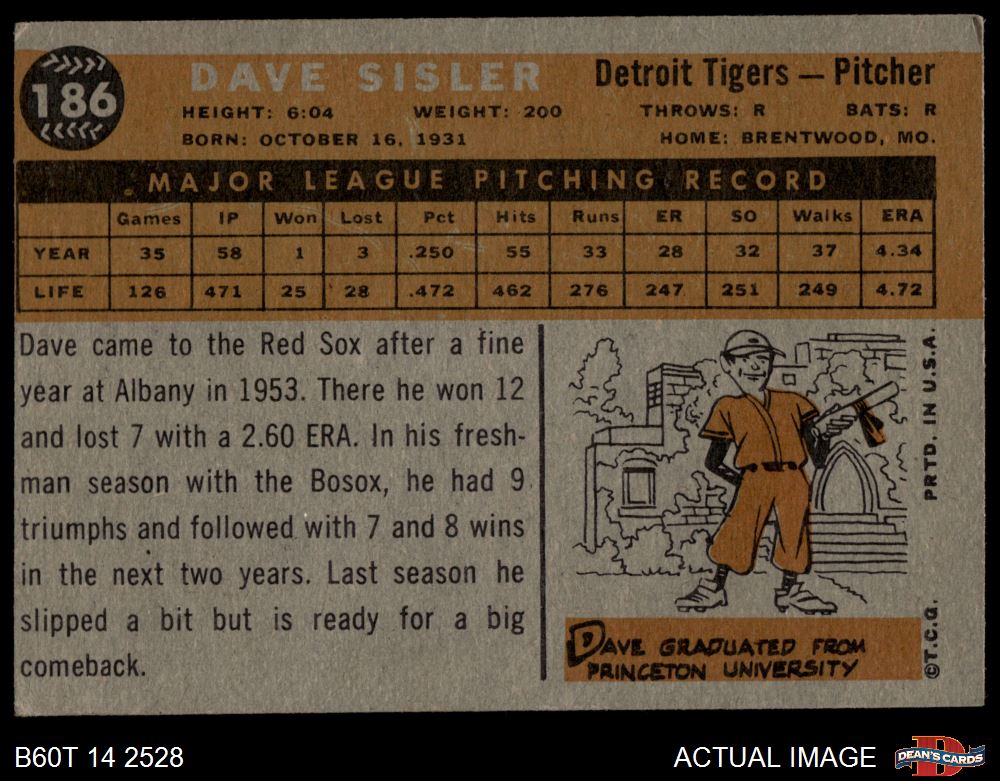 186
DAVE SISLER
Detroit Tigers — Pitcher
HEIGHT: 6:04 WEIGHT: 200 THROWS: R BATS: R
BORN: OCTOBER 16, 1931 HOME: BRENTWOOD, MO.
MAJOR LEAGUE PITCHING RECORD
Games IP Won Lost Pct Hits Runs ER SO Walks ERA
YEAR 35 58 1 3 .250 55 33 28 32 37 4.34
LIFE 126 471 25 28 .472 462 276 247 251 249 4.72
Dave came to the Red Sox after a fine
year at Albany in 1953. There he won 12
and lost 7 with a 2.60 ERA. In his fresh-
man season with the Bosox, he had 9
triumphs and followed with 7 and 8 wins
in the next two years. Last season he
slipped a bit but is ready for a big
comeback.
DAVE GRADUATED FROM
PRINCETON UNIVERSITY
©T.C.G. PRTD. IN U.S.A.
B60T 14 2528
ACTUAL IMAGE
D
DEAN'S CARDS